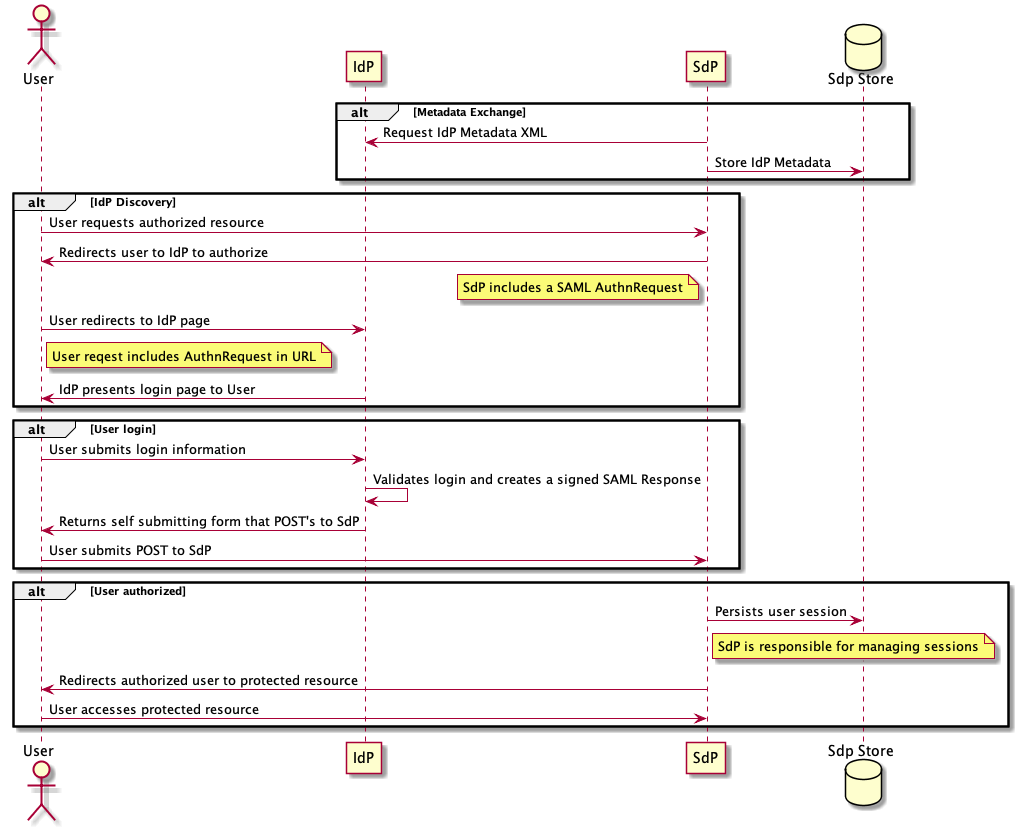 User
IdP
SdP
Sdp Store
alt [Metadata Exchange]
Request IdP Metadata XML
Store IdP Metadata
alt [IdP Discovery]
User requests authorized resource
Redirects user to IdP to authorize
SdP includes a SAML AuthnRequest
User redirects to IdP page
User reqest includes AuthnRequest in URL
IdP presents login page to User
alt [User login]
User submits login information
Validates login and creates a signed SAML Response
Returns self submitting form that POST's to SdP
User submits POST to SdP
alt [User authorized]
Persists user session
SdP is responsible for managing sessions
Redirects authorized user to protected resource
User accesses protected resource
User
IdP
SdP
Sdp Store